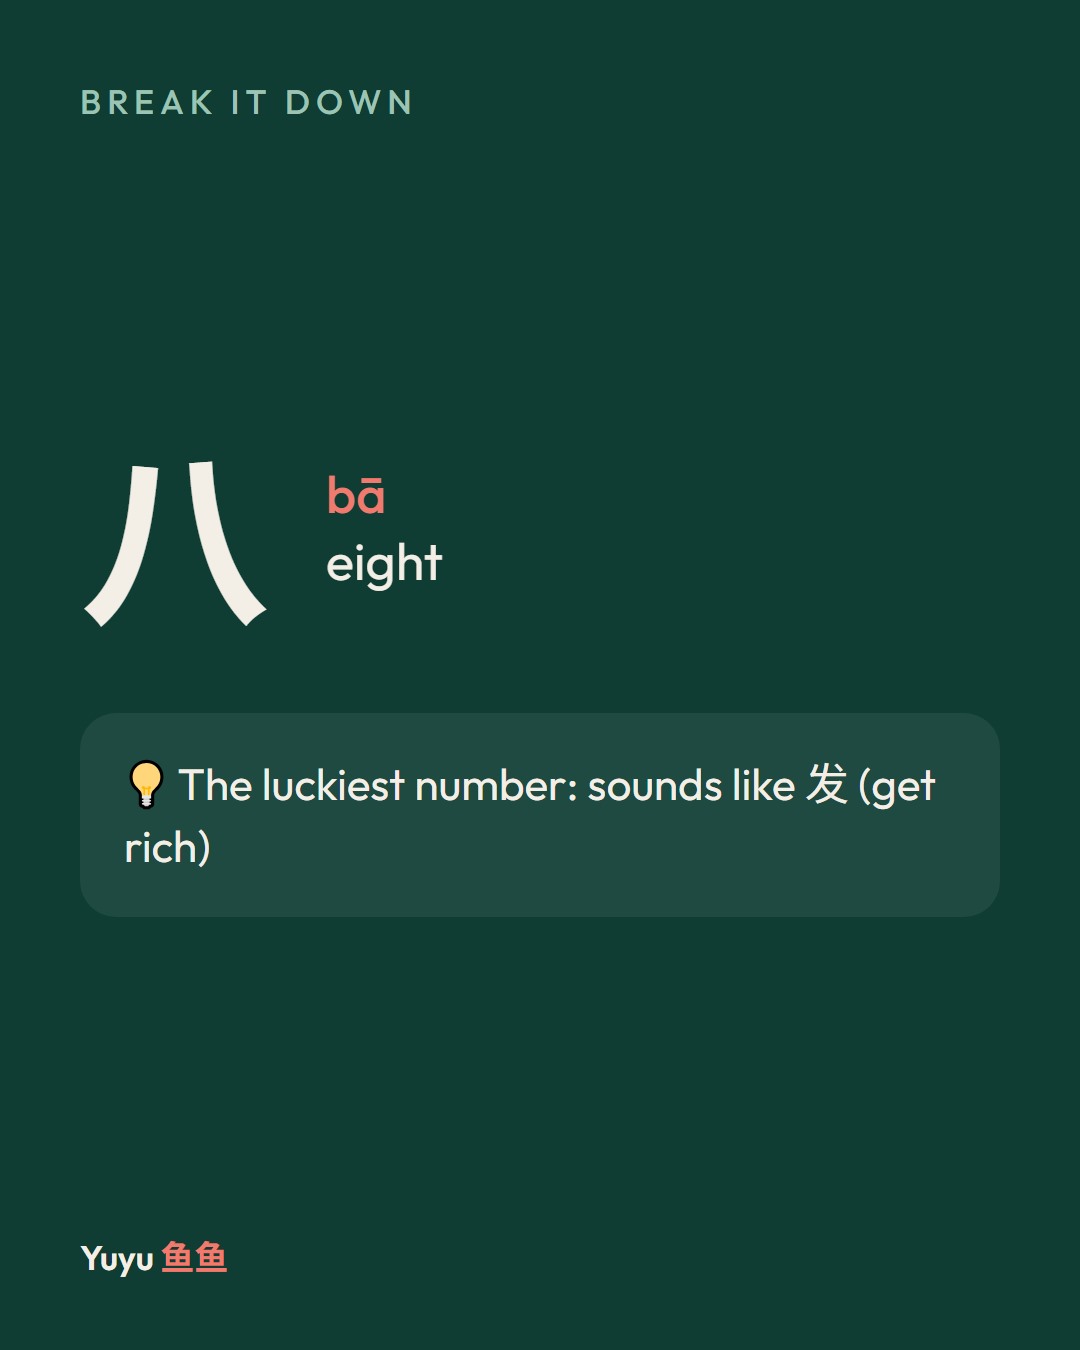 BREAK IT DOWN
八
bā
eight
💡 The luckiest number: sounds like 发 (get
rich)
Yuyu 鱼鱼